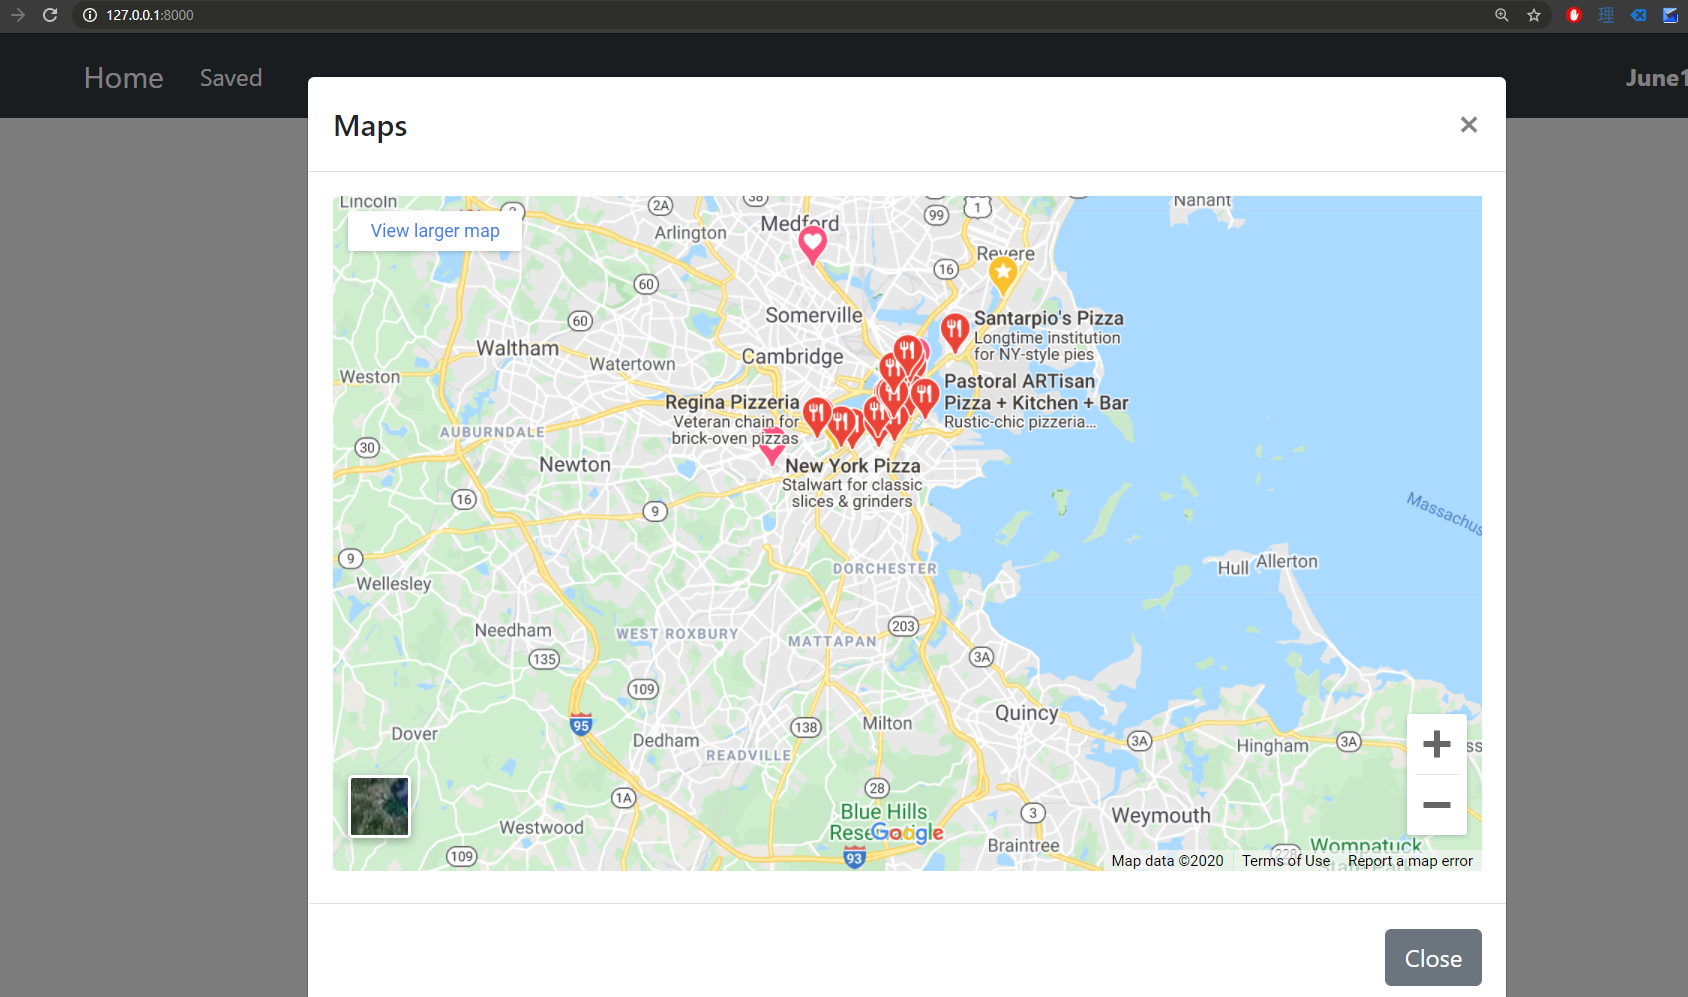 127.0.0.1:8000
Home
Saved
June1
Maps
×
View larger map
Lincoln
2A
38
99
1
Nahant
Medford
Arlington
Revere
16
60
Somerville
Santarpio's Pizza
Longtime institution
for NY-style pies
60
Waltham
Watertown
Cambridge
Weston
Pastoral ARTisan
Pizza + Kitchen + Bar
Rustic-chic pizzeria...
Regina Pizzeria
Veteran chain for
brick-oven pizzas
AUBURNDALE
30
Newton
New York Pizza
Stalwart for classic
slices & grinders
16
9
Massachus
9
Wellesley
DORCHESTER
Hull
Allerton
Needham
WEST ROXBURY
MATTAPAN
203
135
3A
109
Quincy
95
138
Milton
Dover
Dedham
READVILLE
3A
Hingham
3A
ss
28
1A
Blue Hills
Rese
Google
3
Weymouth
Westwood
Braintree
Wompatuck
State Park
109
93
228
Map data ©2020
Terms of Use
Report a map error
Close